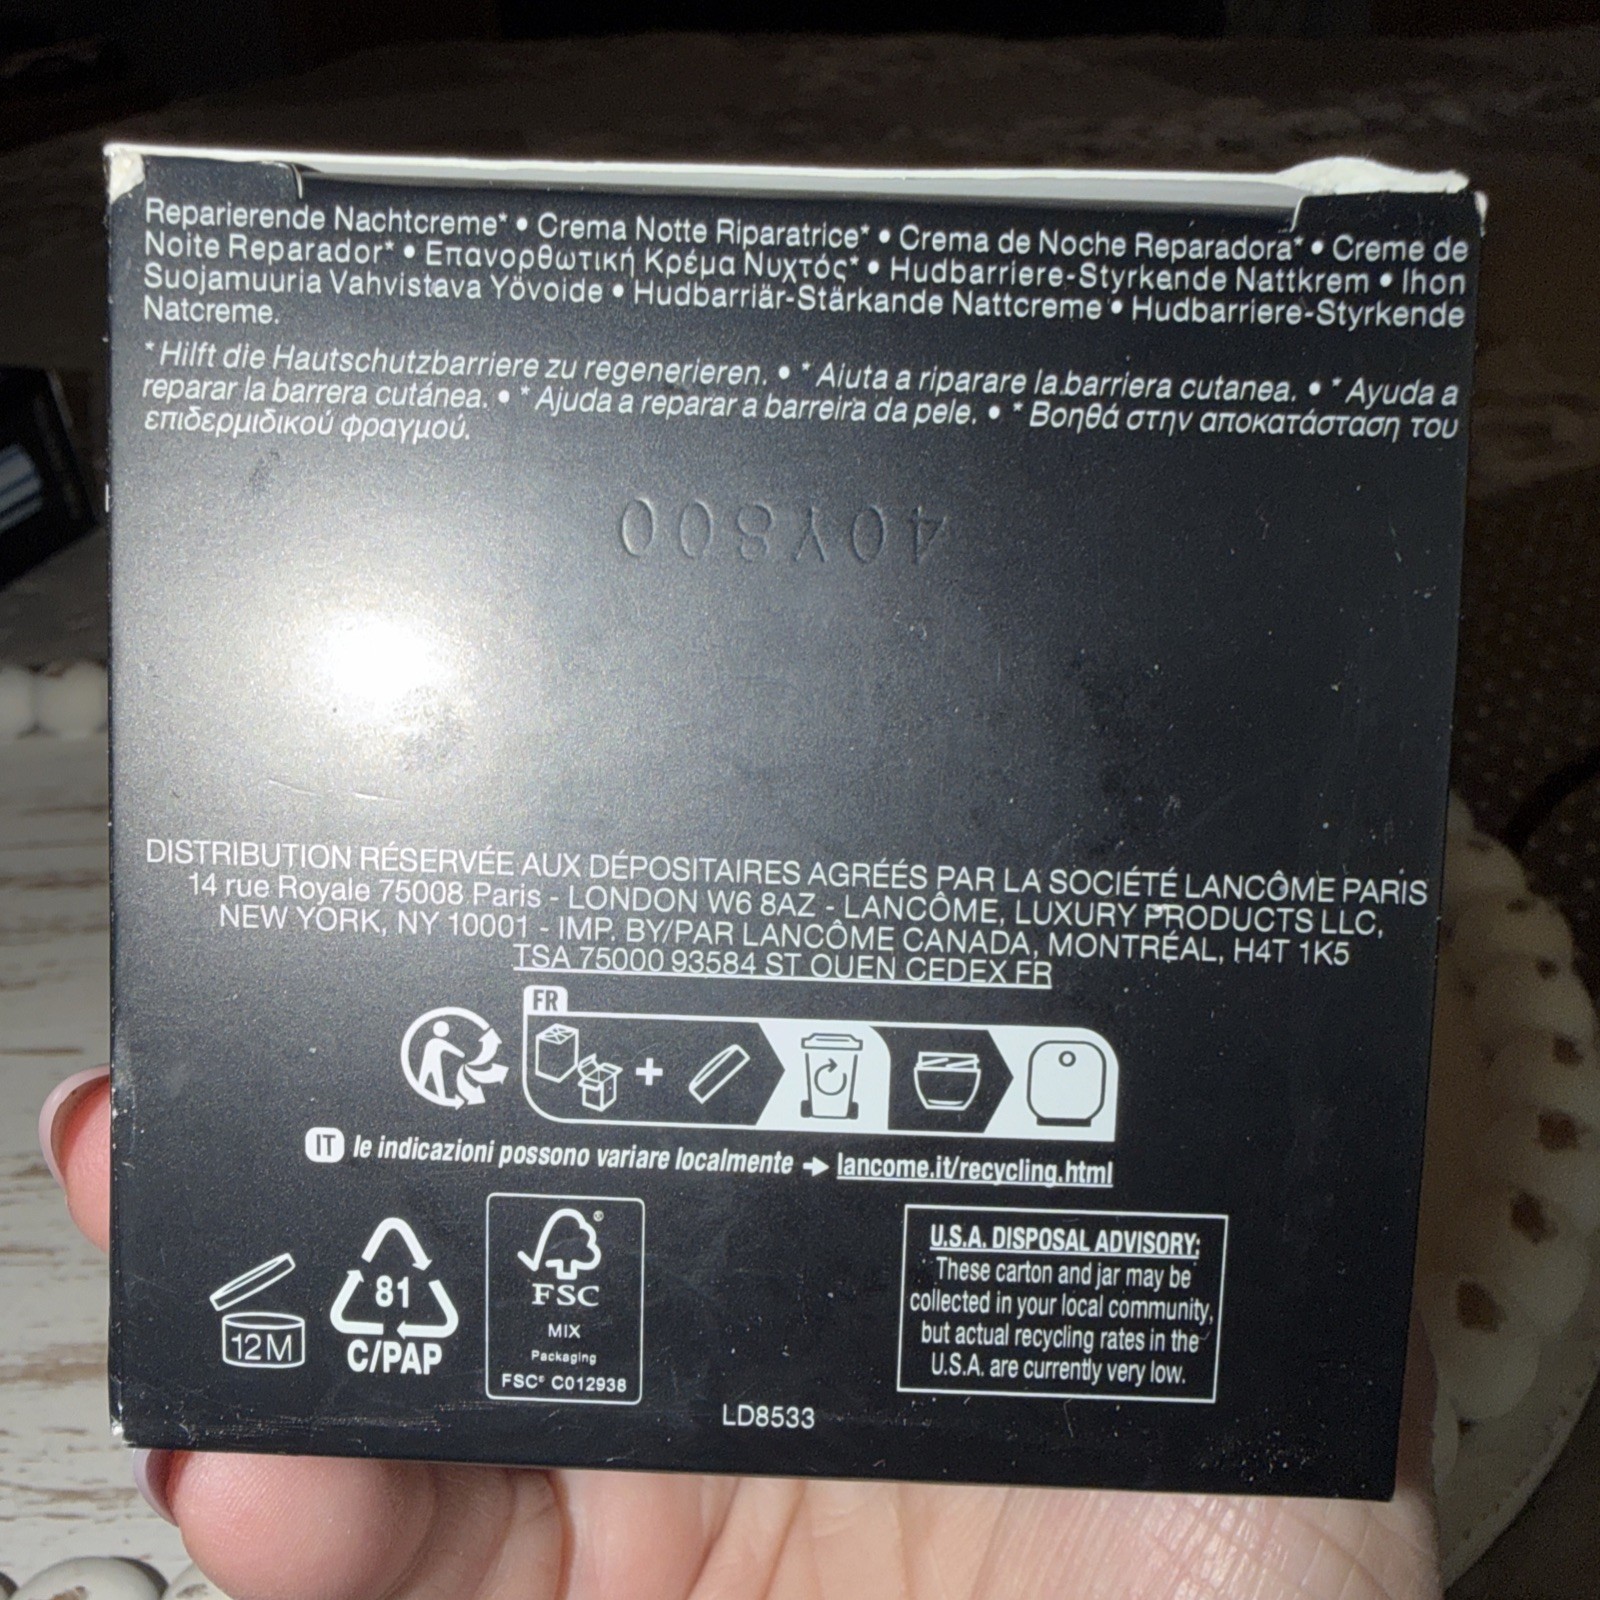 Reparierende Nachtcreme* • Crema Notte Riparatrice* • Crema de Noche Reparadora* • Creme de
Noite Reparador* • Επανορθωτική Κρέμα Νυχτός* • Hudbarriere-Styrkende Nattkrem • Ihon
Suojamuuria Vahvistava Yövoide • Hudbarriär-Stärkande Nattcreme • Hudbarriere-Styrkende
Natcreme.
*Hilft die Hautschutzbarriere zu regenerieren. • *Aiuta a riparare la barriera cutanea. • *Ayuda a
reparar la barrera cutánea. • *Ajuda a reparar a barreira da pele. • *Βοηθά στην αποκατάσταση του
επιδερμιδικού φραγμού.
40Y800
DISTRIBUTION RÉSERVÉE AUX DÉPOSITAIRES AGRÉÉS PAR LA SOCIÉTÉ LANCÔME PARIS
14 rue Royale 75008 Paris - LONDON W6 8AZ - LANCÔME, LUXURY PRODUCTS LLC,
NEW YORK, NY 10001 - IMP. BY/PAR LANCÔME CANADA, MONTRÉAL, H4T 1K5
TSA 75000 93584 ST OUEN CEDEX FR
FR
+
IT le indicazioni possono variare localmente → lancome.it/recycling.html
12M
81
C/PAP
FSC®
MIX
Packaging
FSC® C012938
U.S.A. DISPOSAL ADVISORY:
These carton and jar may be
collected in your local community,
but actual recycling rates in the
U.S.A. are currently very low.
LD8533